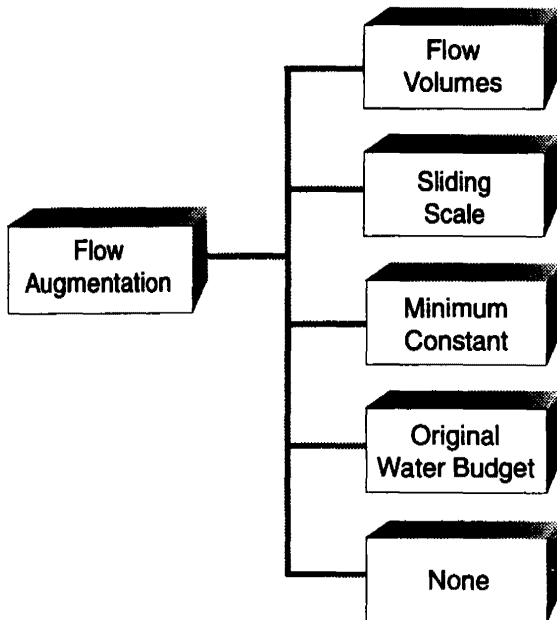 Flow
Volumes
Sliding
Scale
Flow
Augmentation
Minimum
Constant
Original
Water Budget
None